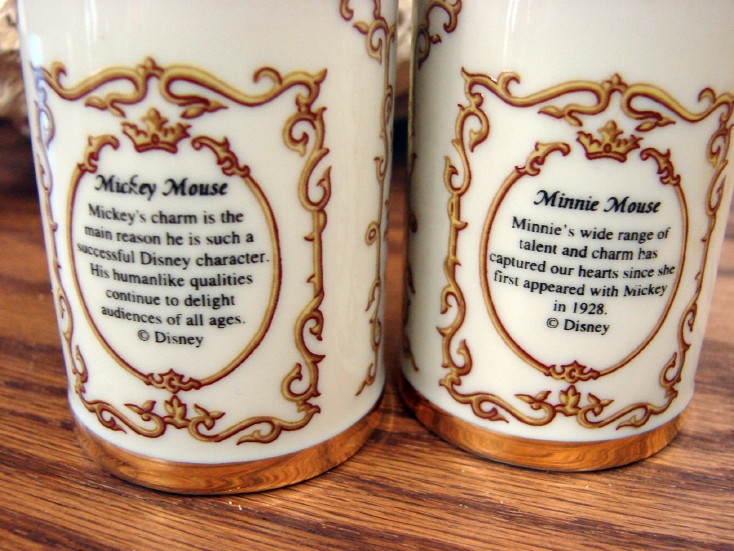 Mickey Mouse
Mickey's charm is the
main reason he is such a
successful Disney character.
His humanlike qualities
continue to delight
audiences of all ages.
© Disney
Minnie Mouse
Minnie's wide range of
talent and charm has
captured our hearts since she
first appeared with Mickey
in 1928.
© Disney